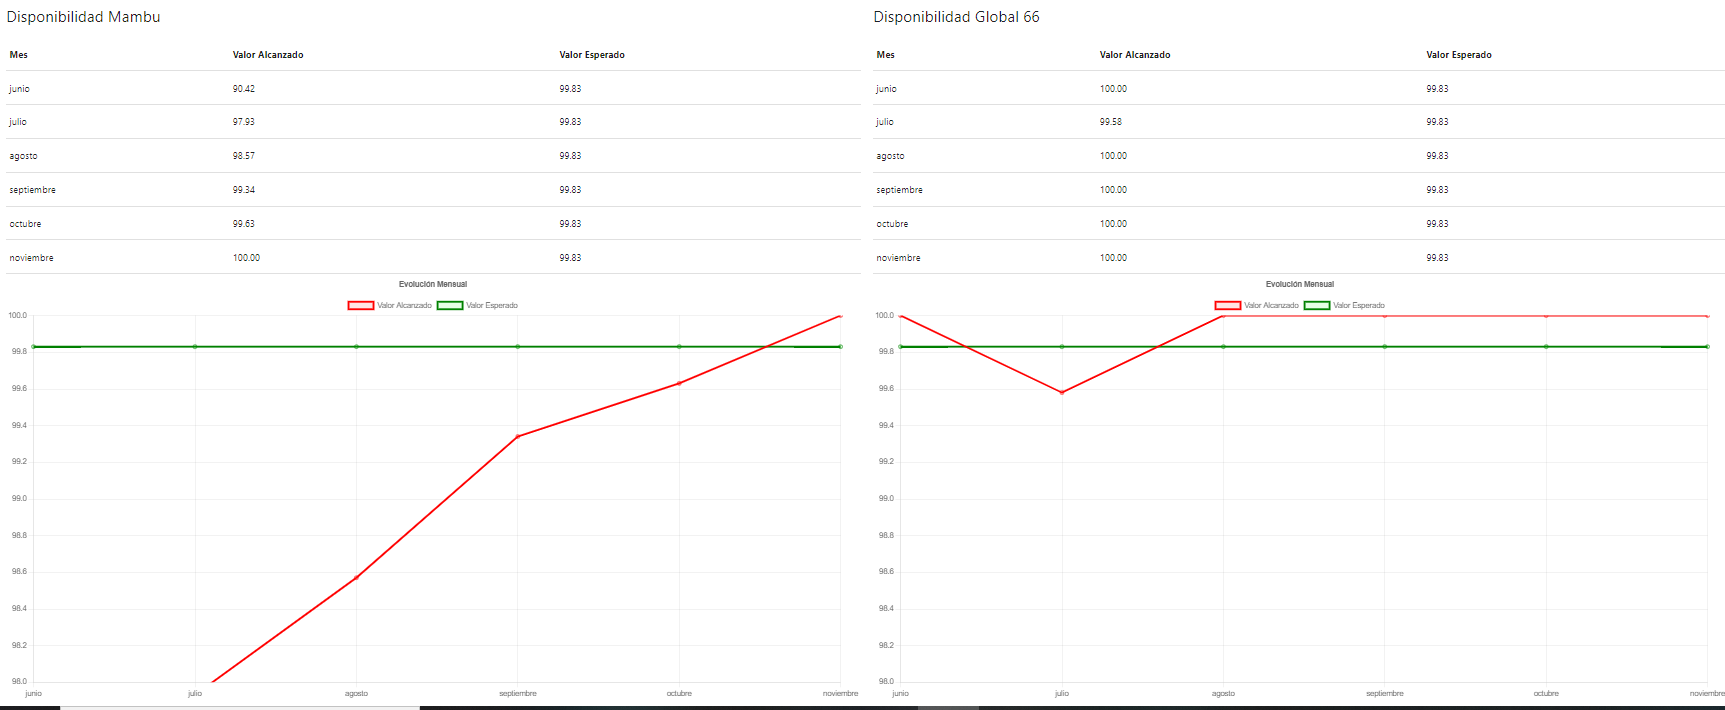 Disponibilidad Mambu
Mes Valor Alcanzado Valor Esperado
junio 90.42 99.83
julio 97.93 99.83
agosto 98.57 99.83
septiembre 99.34 99.83
octubre 99.63 99.83
noviembre 100.00 99.83
Evolución Mensual
Valor Alcanzado Valor Esperado
100.0
99.8
99.6
99.4
99.2
99.0
98.8
98.6
98.4
98.2
98.0
junio julio agosto septiembre octubre noviembre
Disponibilidad Global 66
Mes Valor Alcanzado Valor Esperado
junio 100.00 99.83
julio 99.58 99.83
agosto 100.00 99.83
septiembre 100.00 99.83
octubre 100.00 99.83
noviembre 100.00 99.83
Evolución Mensual
Valor Alcanzado Valor Esperado
100.0
99.8
99.6
99.4
99.2
99.0
98.8
98.6
98.4
98.2
98.0
junio julio agosto septiembre octubre noviembre